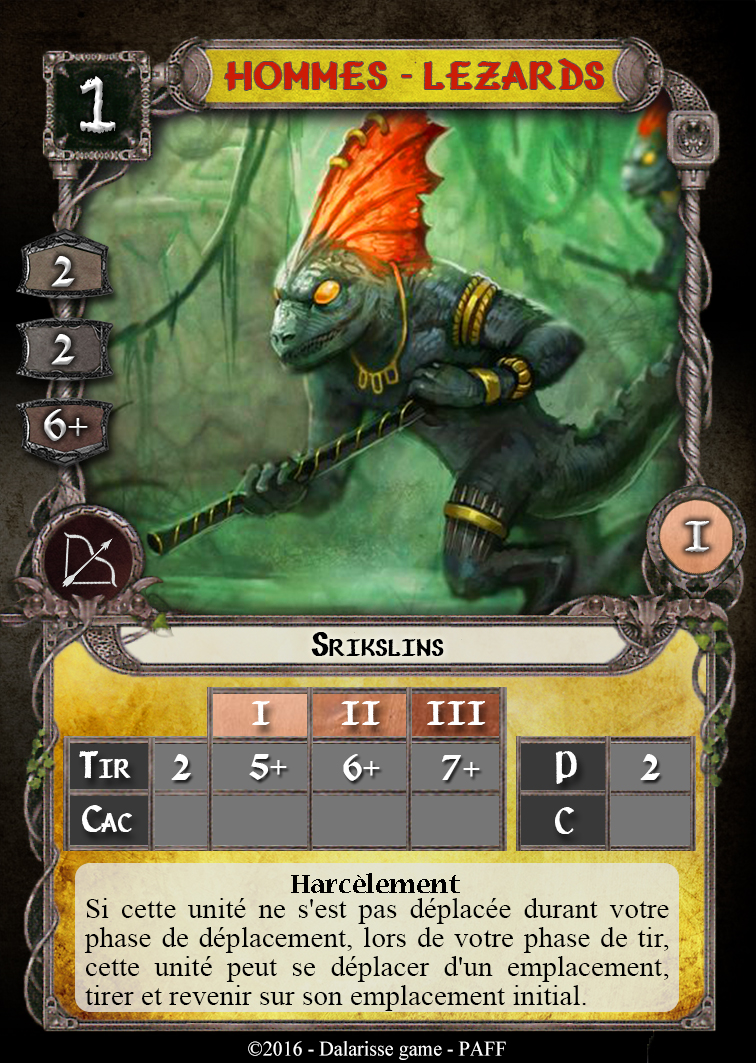 1
HOMMES - LEZARDS
2
2
6+
I
SRIKSLINS
I II III
TIR 2 5+ 6+ 7+ P 2
CAC C
Harcèlement
Si cette unité ne s'est pas déplacée durant votre
phase de déplacement, lors de votre phase de tir,
cette unité peut se déplacer d'un emplacement,
tirer et revenir sur son emplacement initial.
©2016 - Dalarisse game - PAFF